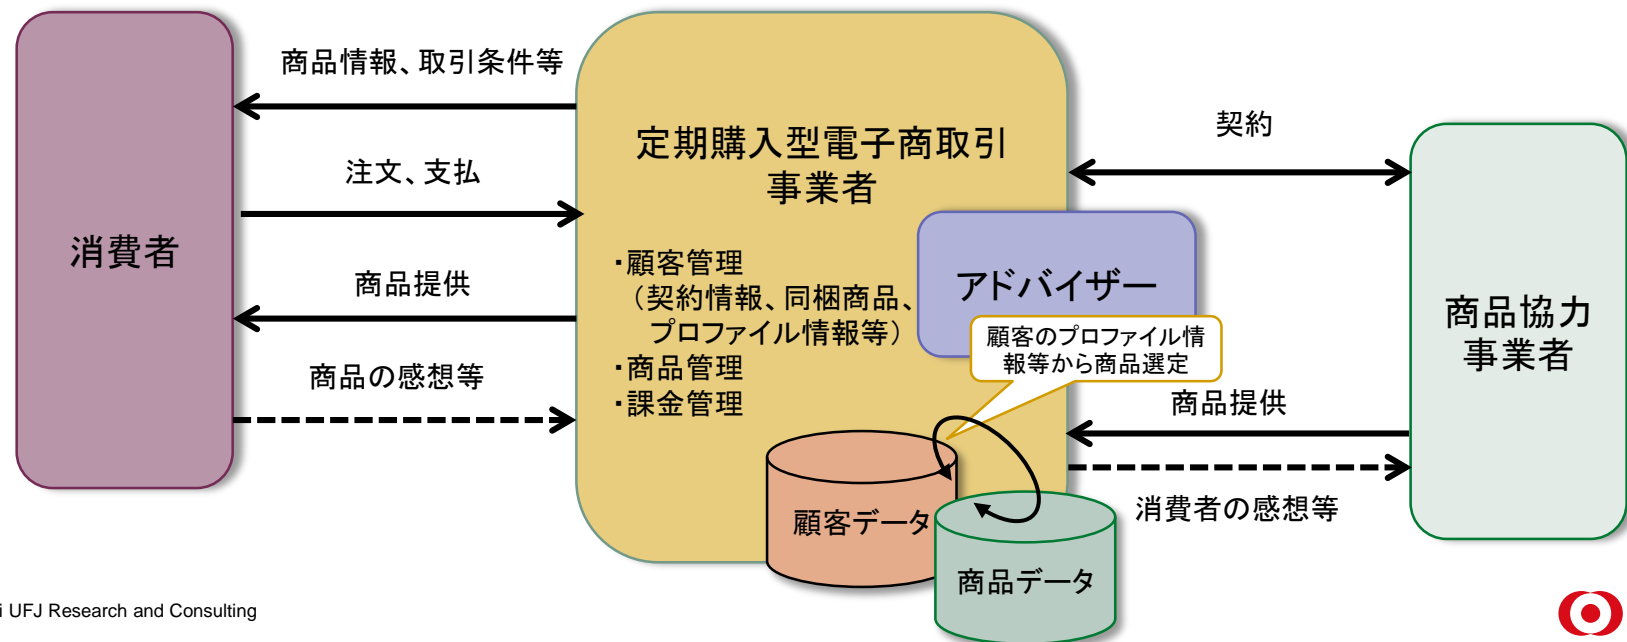 商品情報、取引条件等
注文、支払
消費者
商品提供
商品の感想等
定期購入型電子商取引
事業者
・顧客管理
（契約情報、同梱商品、
プロファイル情報等）
・商品管理
・課金管理
アドバイザー
顧客のプロファイル情
報等から商品選定
顧客データ
商品データ
契約
商品協力
事業者
商品提供
消費者の感想等
i UFJ Research and Consulting